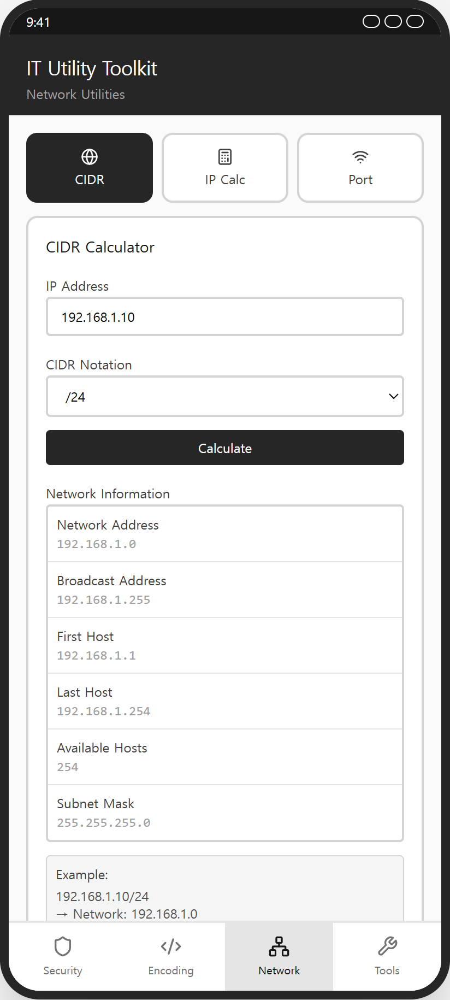 9:41
IT Utility Toolkit
Network Utilities
CIDR
IP Calc
Port
CIDR Calculator
IP Address
192.168.1.10
CIDR Notation
/24
Calculate
Network Information
Network Address
192.168.1.0
Broadcast Address
192.168.1.255
First Host
192.168.1.1
Last Host
192.168.1.254
Available Hosts
254
Subnet Mask
255.255.255.0
Example:
192.168.1.10/24
→ Network: 192.168.1.0
Security
Encoding
Network
Tools